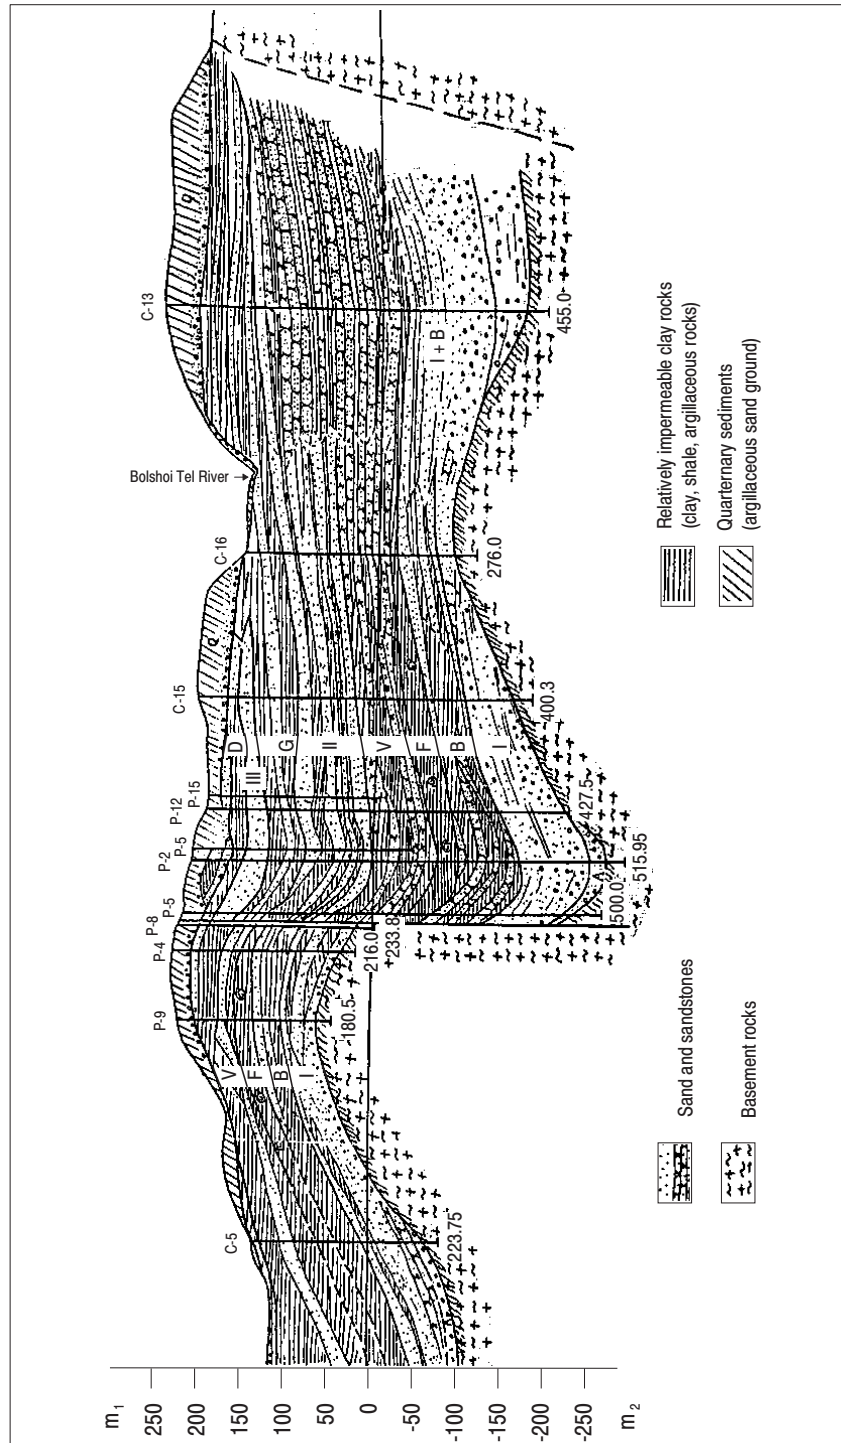 C-13
Bolshoi Tel River
C-16
C-15
P-15
P-12
P-5
P-2
P-5
P-8
P-4
P-9
C-5
I + B
D
III
G
II
V
F
B
I
V
F
B
I
455.0
276.0
400.3
427.5
515.95
500.0
233.8
216.0
180.5
223.75
m1
250
200
150
100
50
0
-50
-100
-150
-200
-250
m2
Sand and sandstones
Basement rocks
Relatively impermeable clay rocks
(clay, shale, argillaceous rocks)
Quarternary sediments
(argillaceous sand ground)